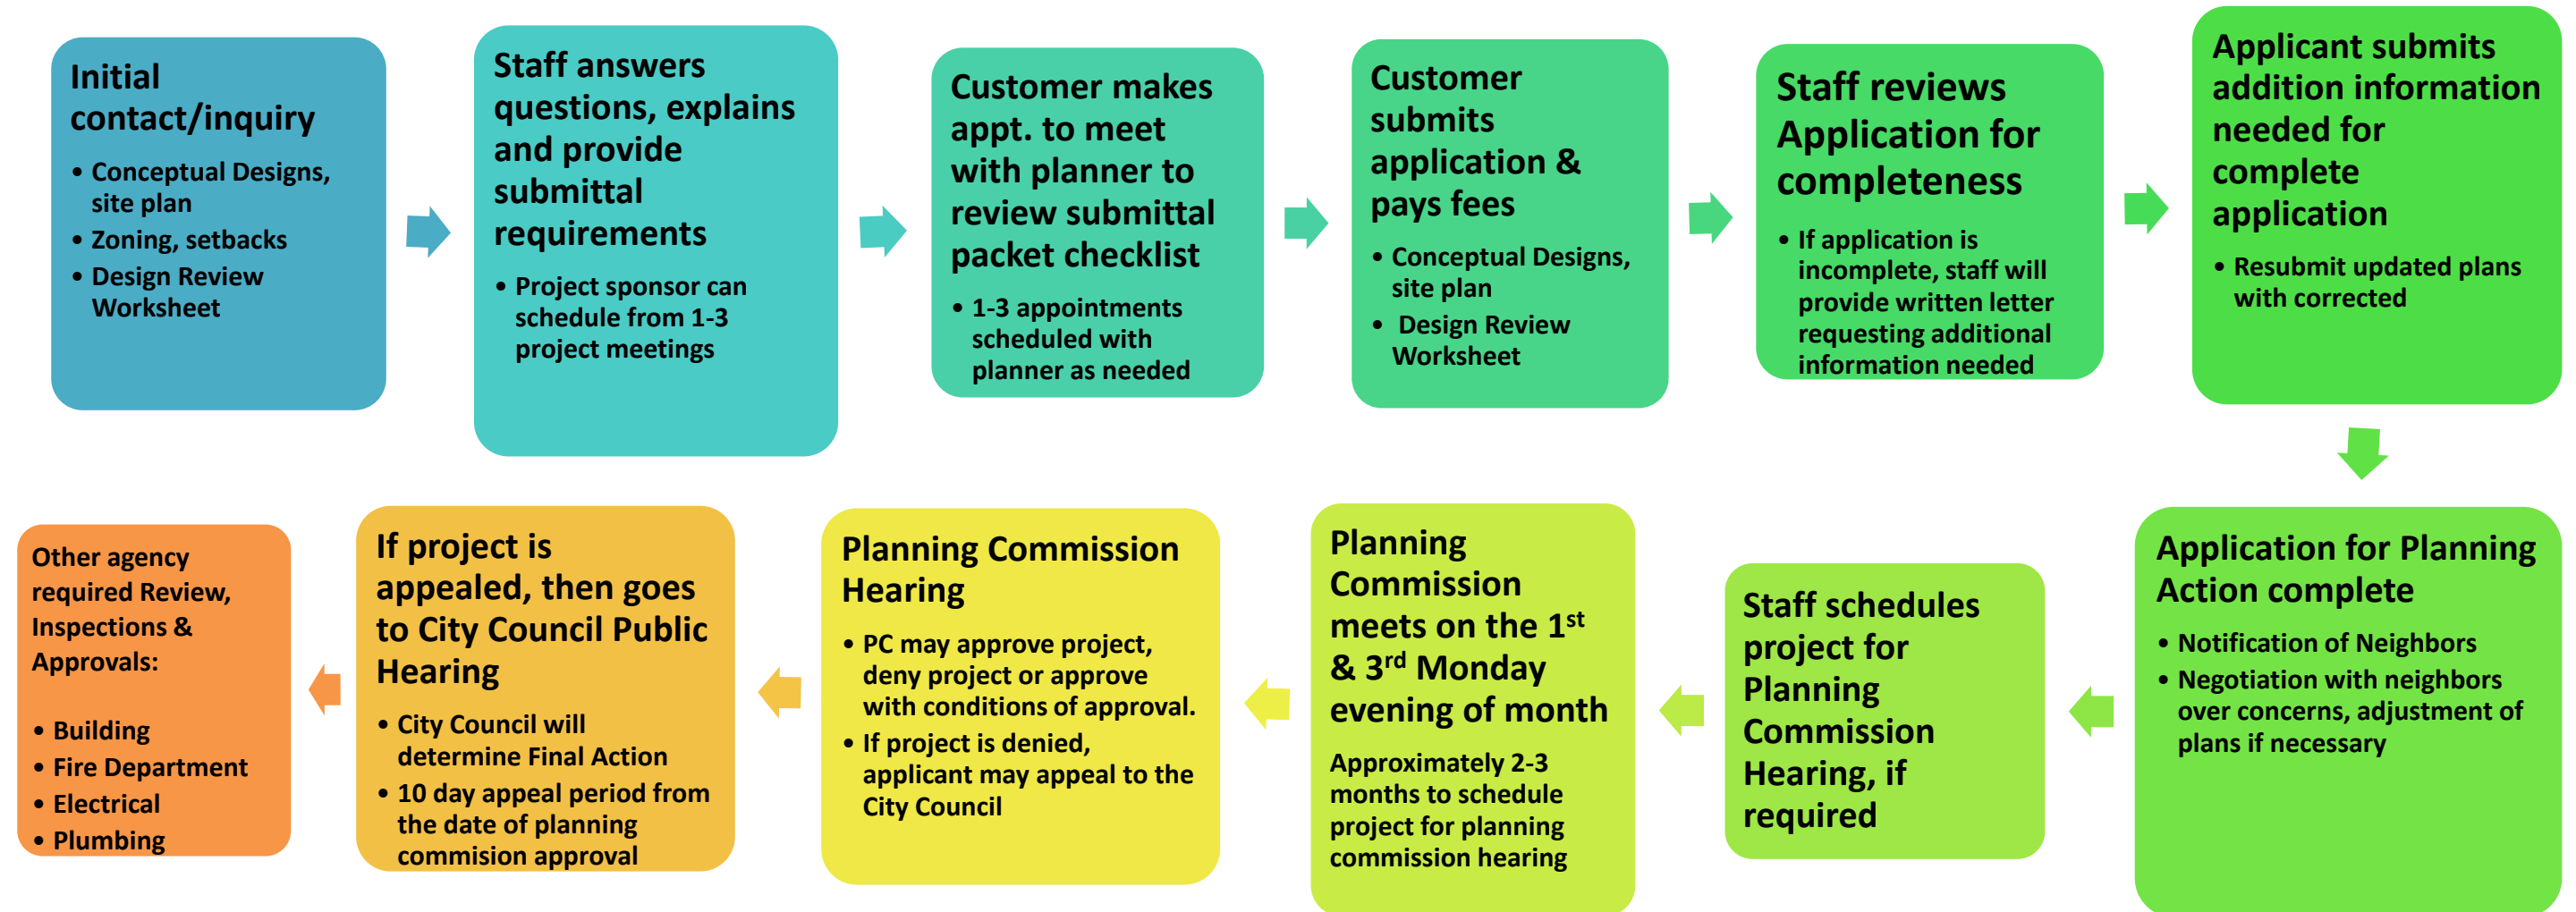 Initial
contact/inquiry
• Conceptual Designs,
site plan
• Zoning, setbacks
• Design Review
Worksheet
Staff answers
questions, explains
and provide
submittal
requirements
• Project sponsor can
schedule from 1-3
project meetings
Customer makes
appt. to meet
with planner to
review submittal
packet checklist
• 1-3 appointments
scheduled with
planner as needed
Customer
submits
application &
pays fees
• Conceptual Designs,
site plan
• Design Review
Worksheet
Staff reviews
Application for
completeness
• If application is
incomplete, staff will
provide written letter
requesting additional
information needed
Applicant submits
addition information
needed for
complete
application
• Resubmit updated plans
with corrected
Application for Planning
Action complete
• Notification of Neighbors
• Negotiation with neighbors
over concerns, adjustment of
plans if necessary
Staff schedules
project for
Planning
Commission
Hearing, if
required
Planning
Commission
meets on the 1st
& 3rd Monday
evening of month
Approximately 2-3
months to schedule
project for planning
commission hearing
Planning Commission
Hearing
• PC may approve project,
deny project or approve
with conditions of approval.
• If project is denied,
applicant may appeal to the
City Council
If project is
appealed, then goes
to City Council Public
Hearing
• City Council will
determine Final Action
• 10 day appeal period from
the date of planning
commision approval
Other agency
required Review,
Inspections &
Approvals:
• Building
• Fire Department
• Electrical
• Plumbing